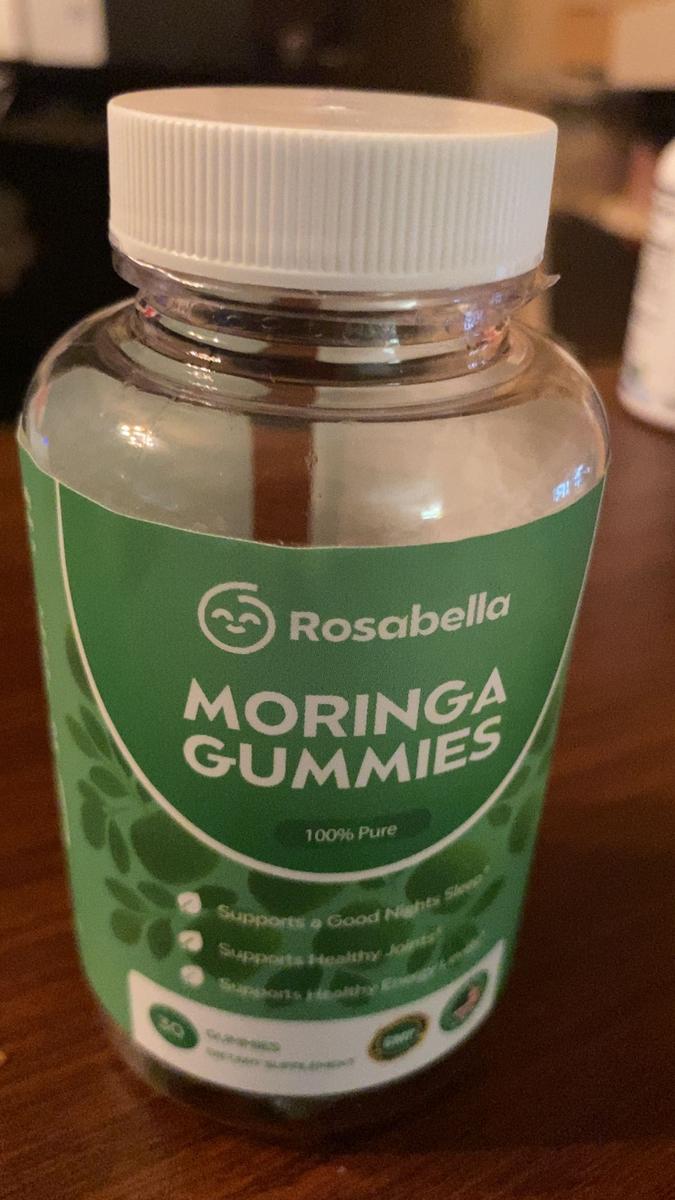 Rosabella
MORINGA
GUMMIES
100% Pure
Supports a Good Nights Sleep*
Supports Healthy Joints*
Supports Healthy Energy Levels*
30
GUMMIES
DIETARY SUPPLEMENT
GMP